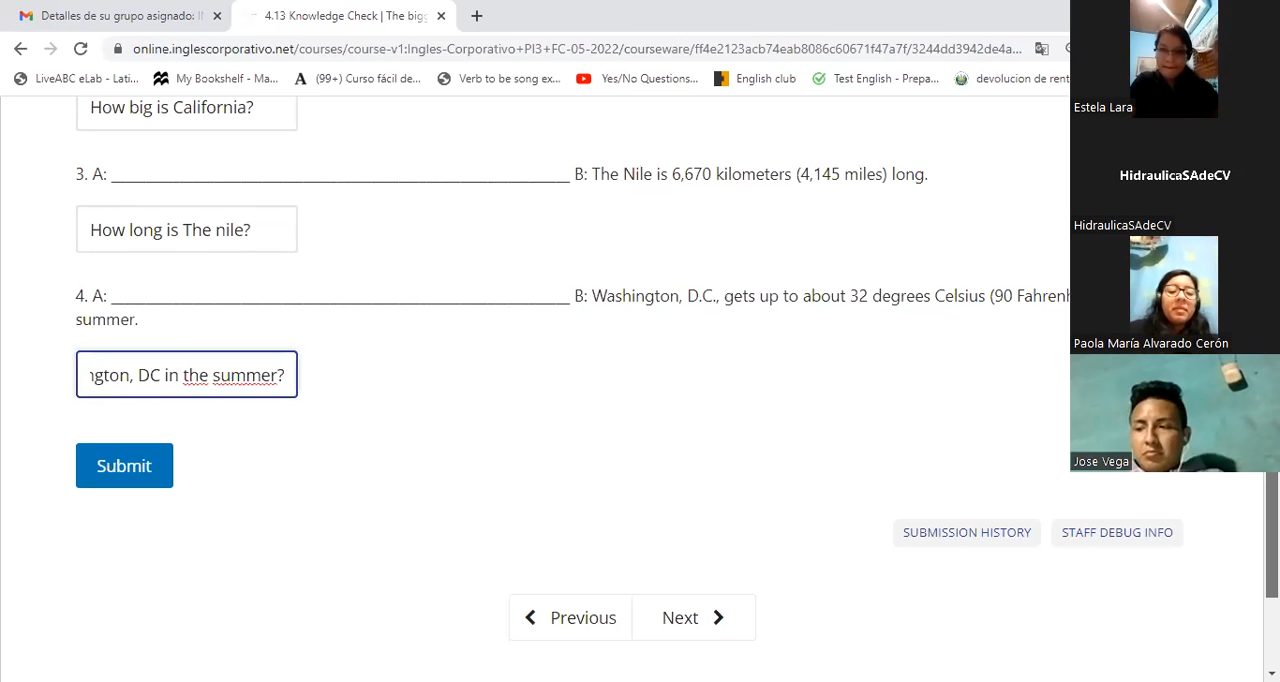 Detalles de su grupo asignado: I
4.13 Knowledge Check | The bigg
online.inglescorporativo.net/courses/course-v1:Ingles-Corporativo+PI3+FC-05-2022/courseware/ff4e2123acb74eab8086c60671f47a7f/3244dd3942de4a...
LiveABC eLab - Lati... My Bookshelf - Ma... (99+) Curso fácil de... Verb to be song ex... Yes/No Questions... English club Test English - Prepa... devolucion de rent
How big is California?
3. A: ______________________ B: The Nile is 6,670 kilometers (4,145 miles) long.
How long is The nile?
4. A: ______________________ B: Washington, D.C., gets up to about 32 degrees Celsius (90 Fahrenh
summer.
ngton, DC in the summer?
Submit
SUBMISSION HISTORY STAFF DEBUG INFO
Previous Next
Estela Lara
HidraulicaSAdeCV
HidraulicaSAdeCV
Paola María Alvarado Cerón
Jose Vega